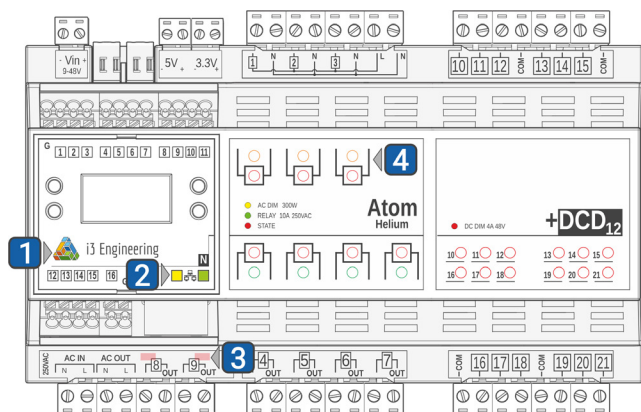 - Vin +
9-48V
5V +
3.3V +
1 N 2 N 3 N L N
10 11 12 COM- 13 14 15 COM-
G
1 2 3 4 5 6 7 8 9 10 11
4
AC DIM 300W
RELAY 10A 250VAC
STATE
Atom
Helium
DC DIM 4A 48V
+DCD12
1
i3 Engineering
N
2
12 13 14 15 16 G
10 11 12 13 14 15
16 17 18 19 20 21
3
250VAC
AC IN
N L
AC OUT
N L
8
OUT
9
OUT
4
OUT
5
OUT
6
OUT
7
OUT
-COM 16 17 18 -COM 19 20 21